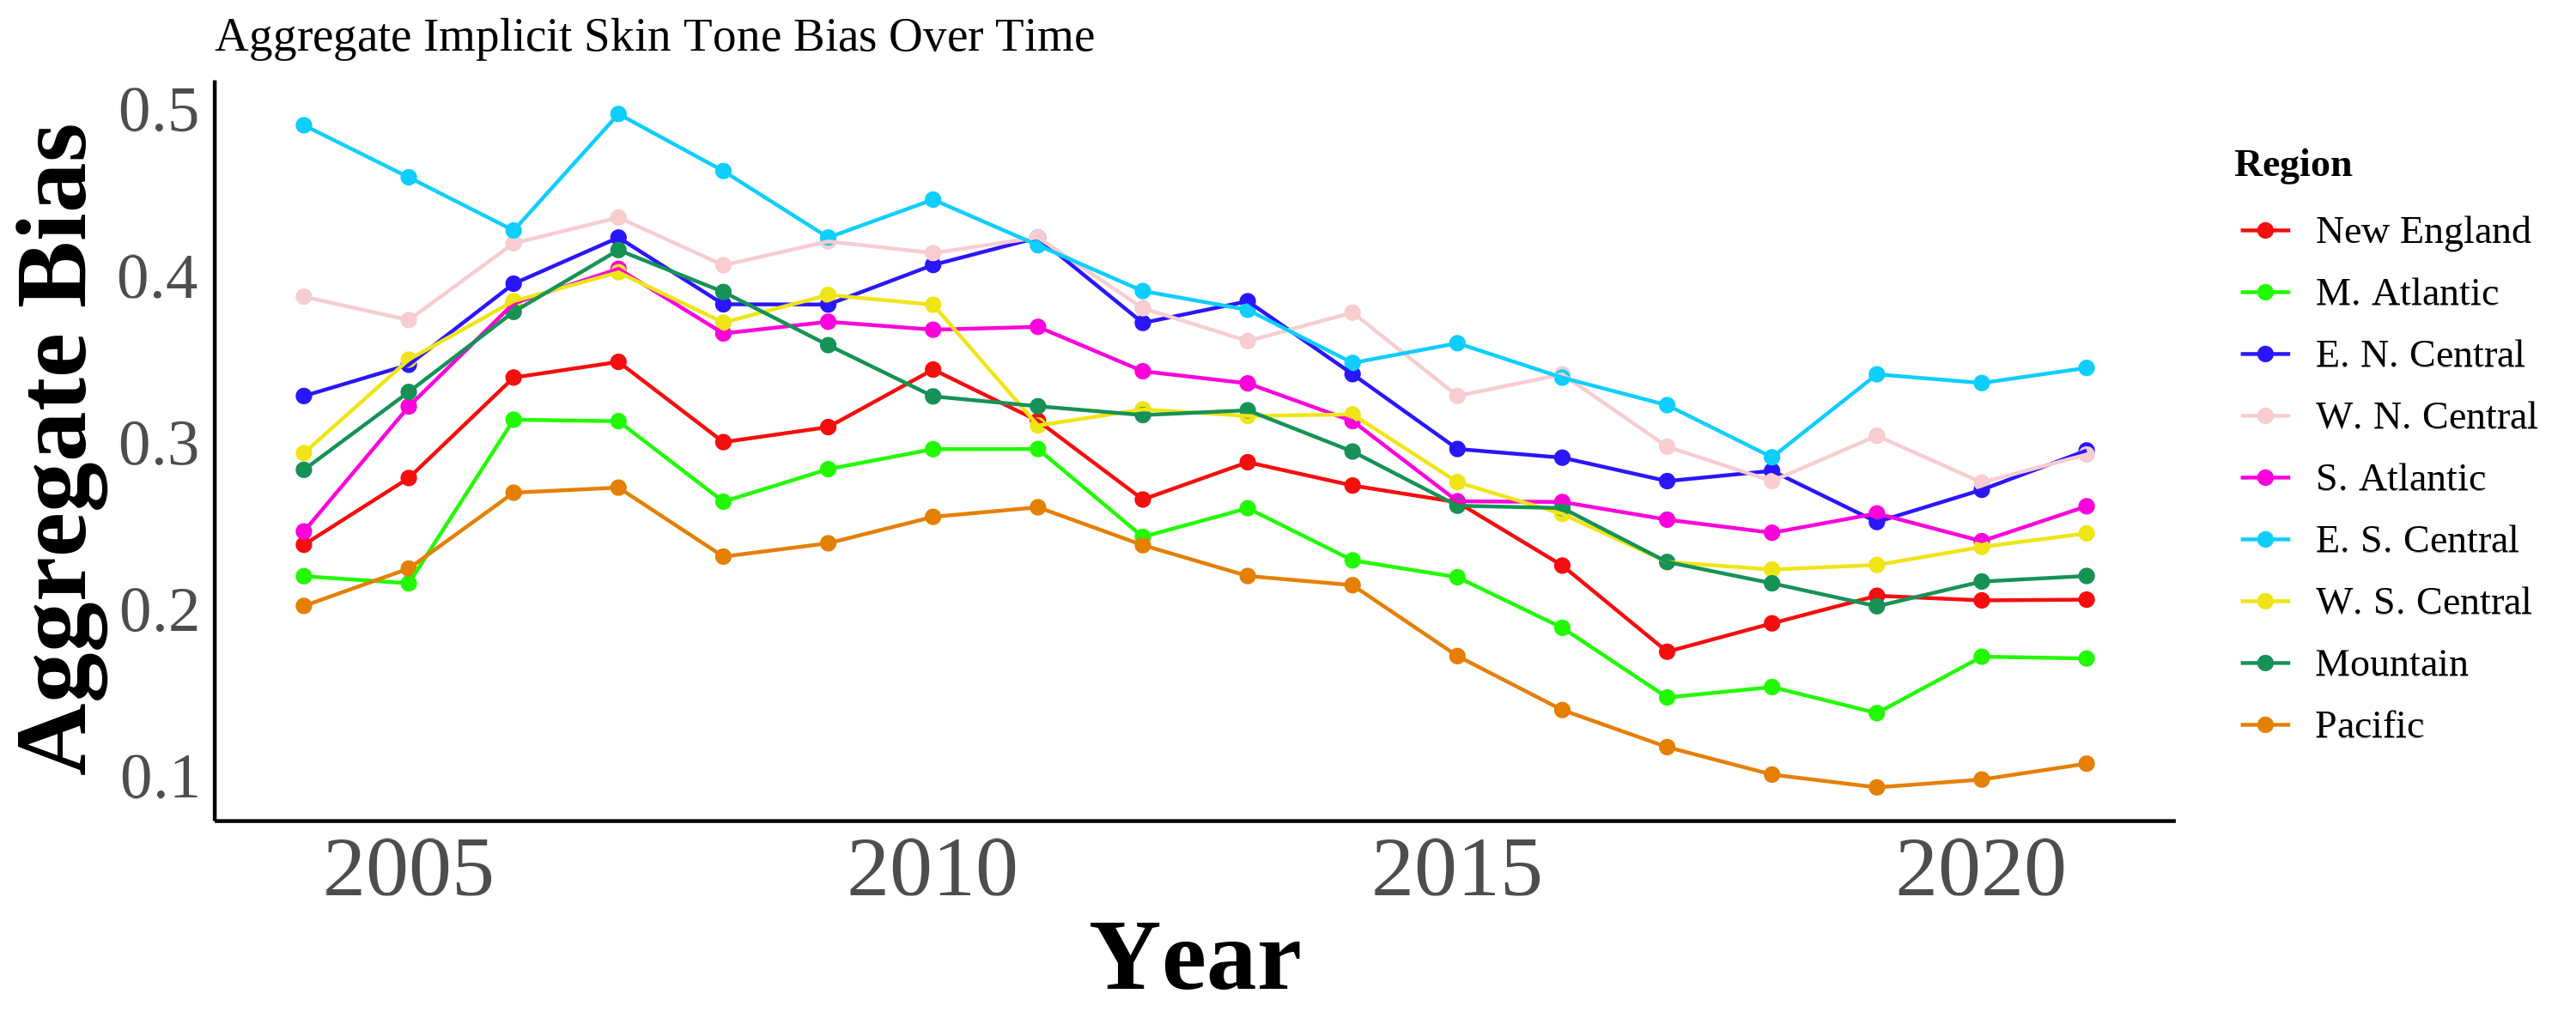 Aggregate Implicit Skin Tone Bias Over Time
Aggregate Bias
0.5
0.4
0.3
0.2
0.1
2005 2010 2015 2020
Year
Region
New England
M. Atlantic
E. N. Central
W. N. Central
S. Atlantic
E. S. Central
W. S. Central
Mountain
Pacific